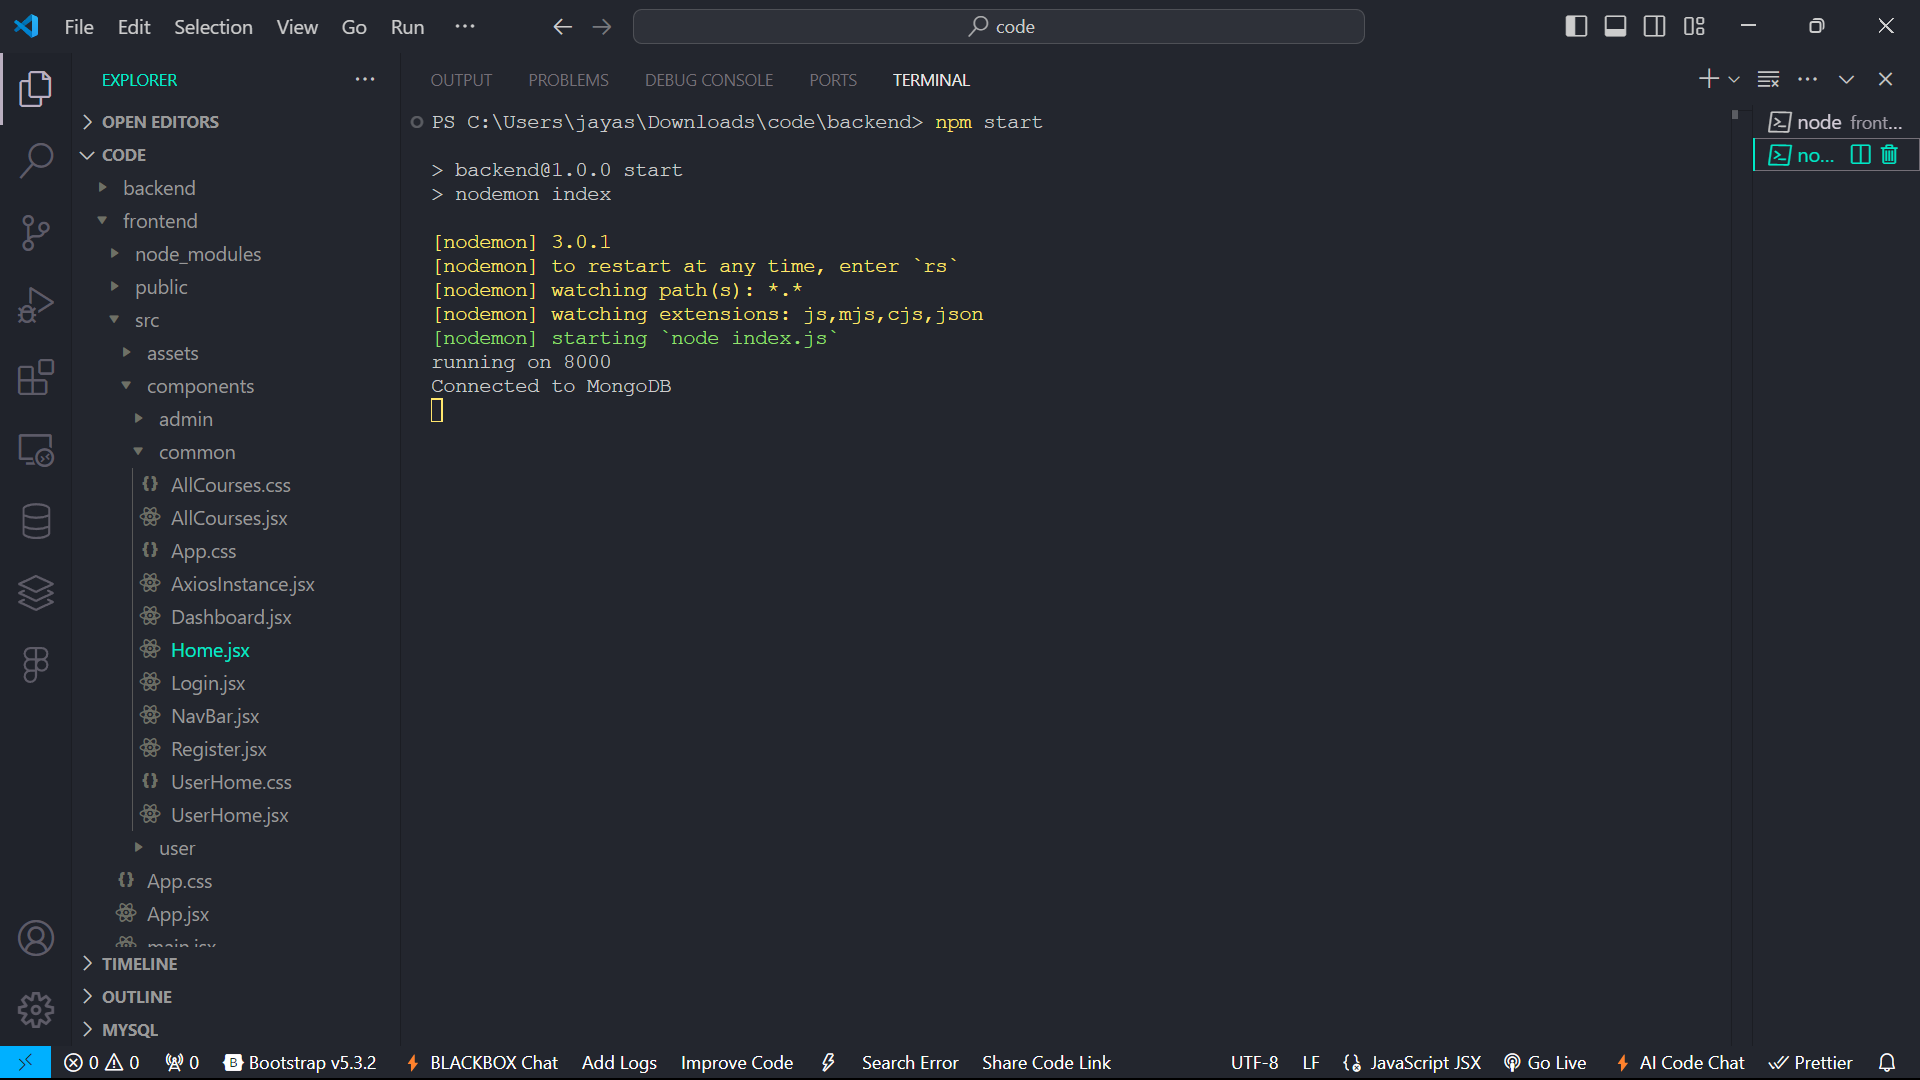 File Edit Selection View Go Run ··· code
EXPLORER ···
OPEN EDITORS
CODE
backend
frontend
node_modules
public
src
assets
components
admin
common
AllCourses.css
AllCourses.jsx
App.css
AxiosInstance.jsx
Dashboard.jsx
Home.jsx
Login.jsx
NavBar.jsx
Register.jsx
UserHome.css
UserHome.jsx
user
App.css
App.jsx
main.jsx
TIMELINE
OUTLINE
MYSQL
OUTPUT PROBLEMS DEBUG CONSOLE PORTS TERMINAL
PS C:\Users\jayas\Downloads\code\backend> npm start
> backend@1.0.0 start
> nodemon index
[nodemon] 3.0.1
[nodemon] to restart at any time, enter `rs`
[nodemon] watching path(s): *.*
[nodemon] watching extensions: js,mjs,cjs,json
[nodemon] starting `node index.js`
running on 8000
Connected to MongoDB
node front...
no...
0 0 0 Bootstrap v5.3.2 BLACKBOX Chat Add Logs Improve Code Search Error Share Code Link UTF-8 LF JavaScript JSX Go Live AI Code Chat Prettier